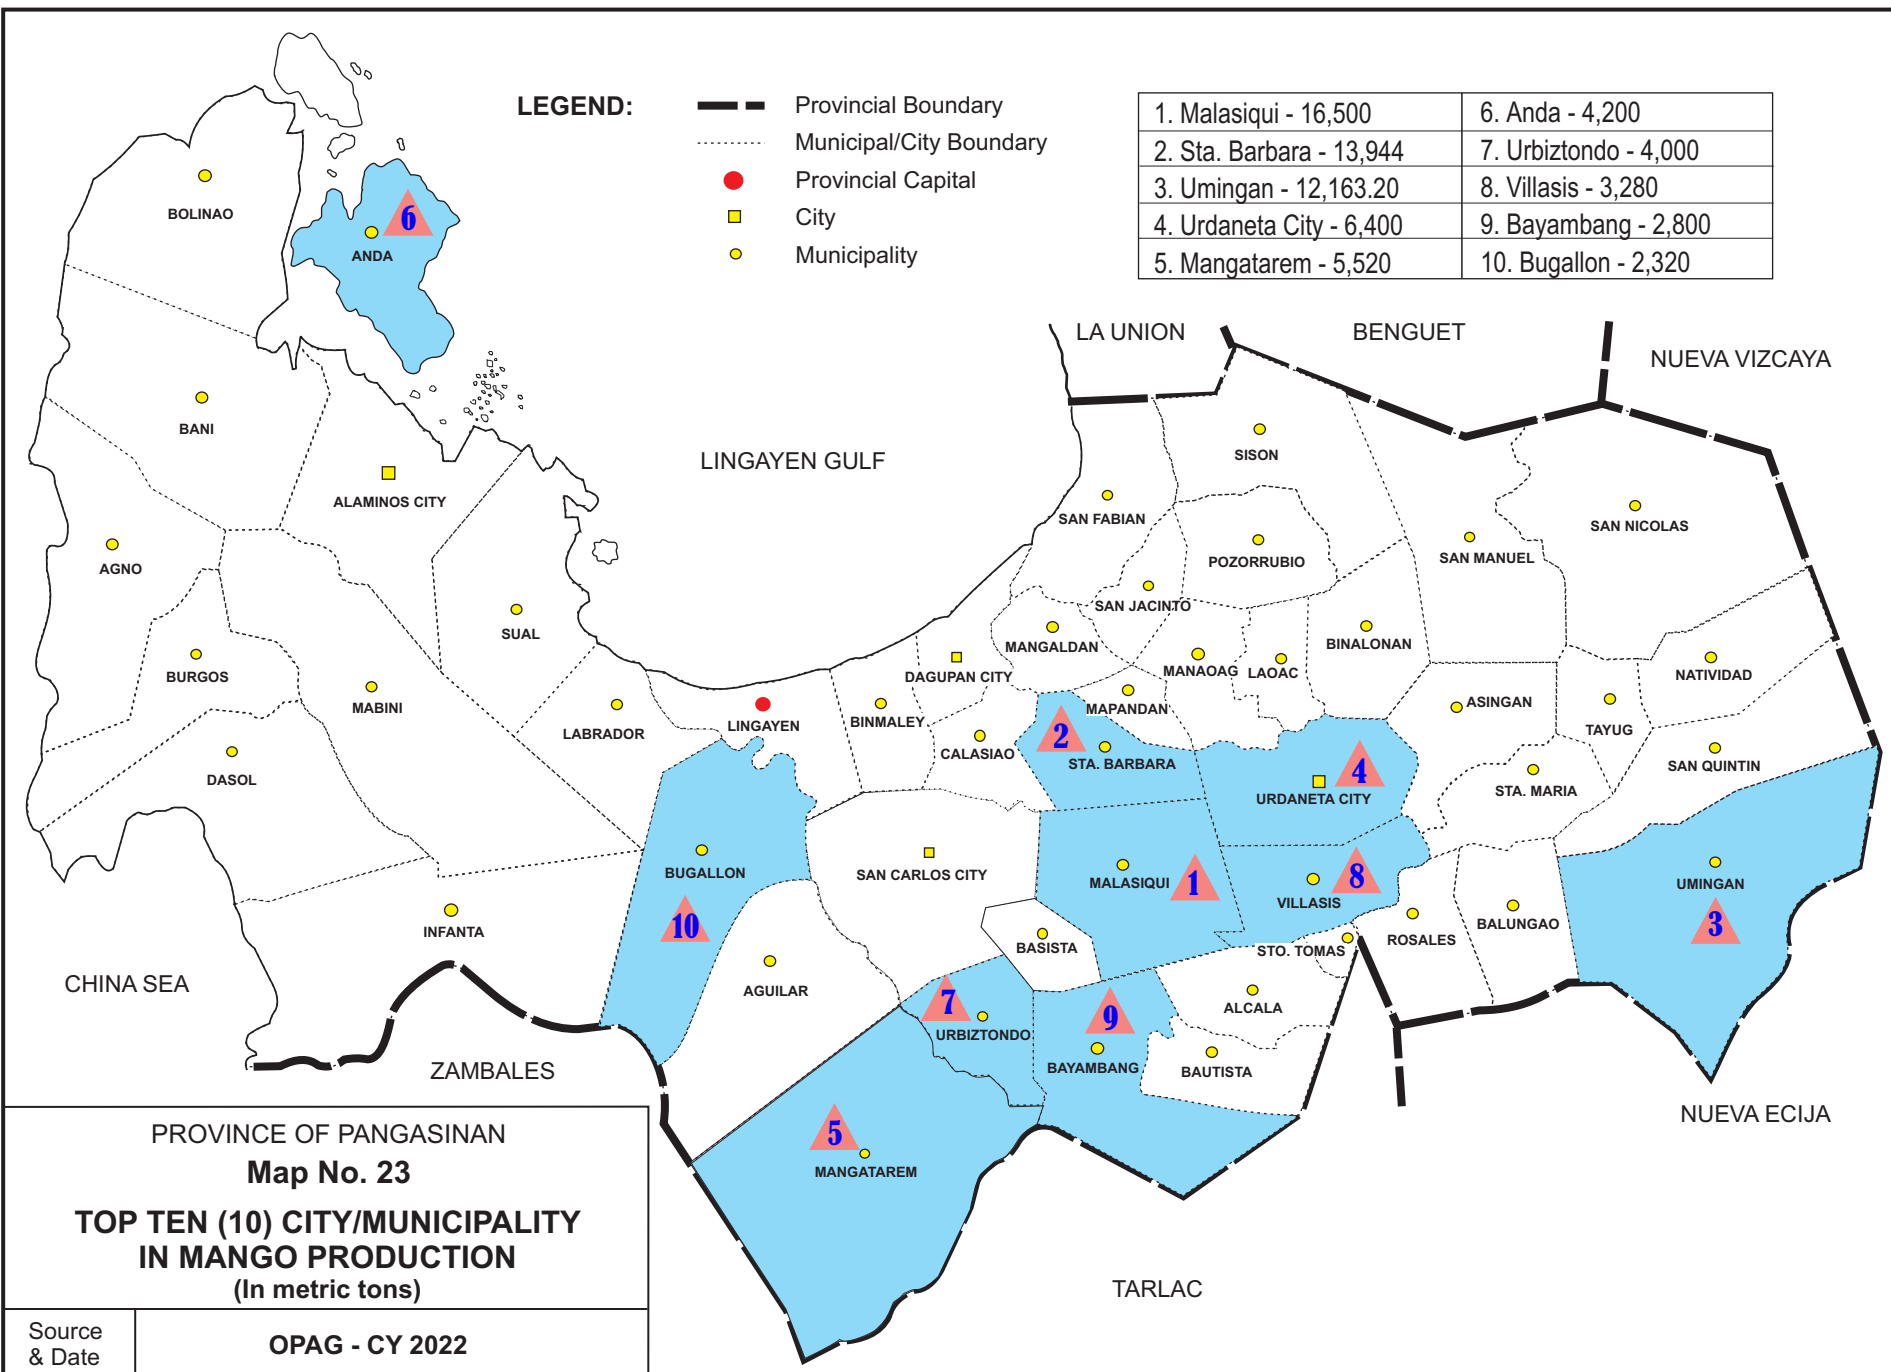 LEGEND:
Provincial Boundary
Municipal/City Boundary
Provincial Capital
City
Municipality
1. Malasiqui - 16,500
6. Anda - 4,200
2. Sta. Barbara - 13,944
7. Urbiztondo - 4,000
3. Umingan - 12,163.20
8. Villasis - 3,280
4. Urdaneta City - 6,400
9. Bayambang - 2,800
5. Mangatarem - 5,520
10. Bugallon - 2,320
LA UNION
BENGUET
NUEVA VIZCAYA
BOLINAO
6
ANDA
BANI
ALAMINOS CITY
LINGAYEN GULF
SISON
SAN FABIAN
SAN NICOLAS
POZORRUBIO
SAN MANUEL
AGNO
SAN JACINTO
SUAL
MANGALDAN
BINALONAN
BURGOS
DAGUPAN CITY
MANAOAG
LAOAC
NATIVIDAD
MABINI
MAPANDAN
ASINGAN
LABRADOR
LINGAYEN
BINMALEY
TAYUG
2
CALASIAO
STA. BARBARA
4
SAN QUINTIN
DASOL
URDANETA CITY
STA. MARIA
BUGALLON
SAN CARLOS CITY
MALASIQUI
1
8
VILLASIS
UMINGAN
10
3
INFANTA
BASISTA
STO. TOMAS
ROSALES
BALUNGAO
CHINA SEA
AGUILAR
7
URBIZTONDO
9
ALCALA
BAYAMBANG
BAUTISTA
ZAMBALES
NUEVA ECIJA
5
MANGATAREM
TARLAC
PROVINCE OF PANGASINAN
Map No. 23
TOP TEN (10) CITY/MUNICIPALITY
IN MANGO PRODUCTION
(In metric tons)
Source
& Date
OPAG - CY 2022